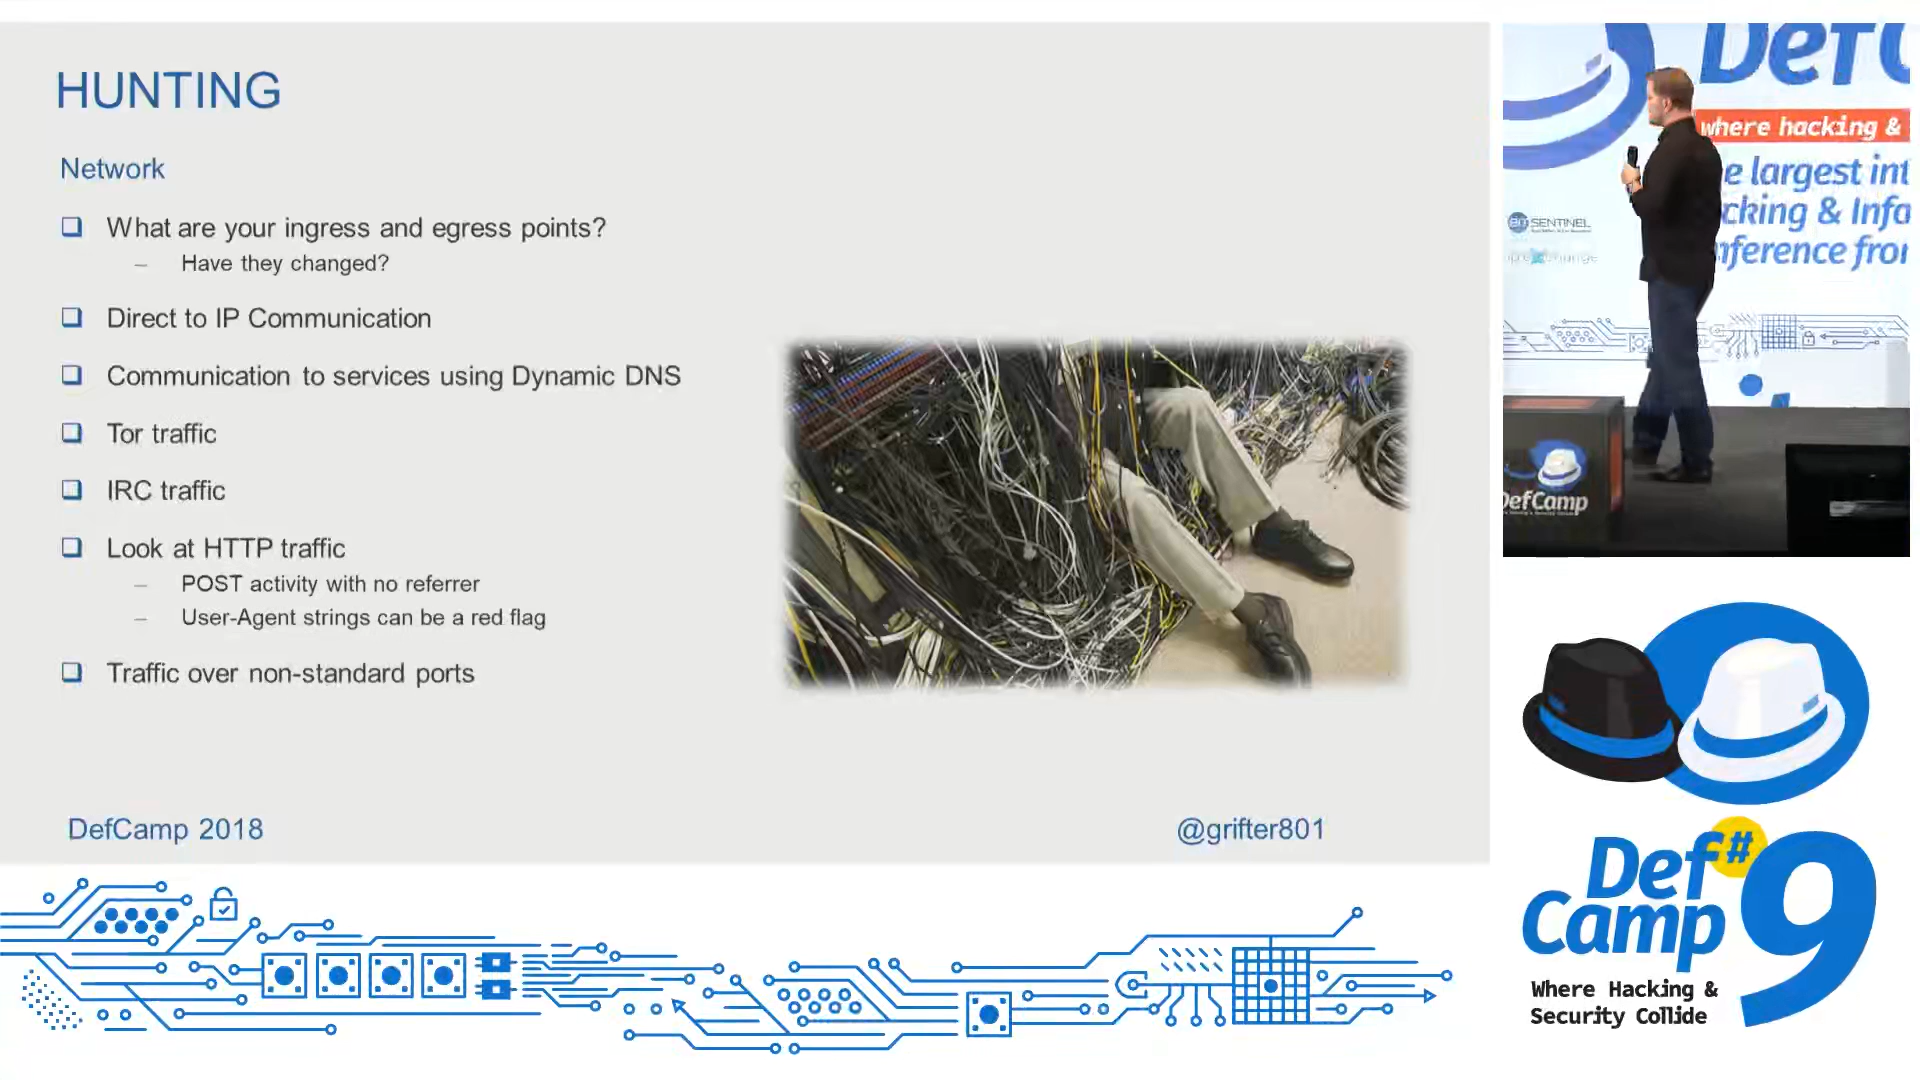 HUNTING
Network
❑ What are your ingress and egress points?
– Have they changed?
❑ Direct to IP Communication
❑ Communication to services using Dynamic DNS
❑ Tor traffic
❑ IRC traffic
❑ Look at HTTP traffic
– POST activity with no referrer
– User-Agent strings can be a red flag
❑ Traffic over non-standard ports
DefCamp 2018
@grifter801
DefC
where hacking &
e largest int
cking & Info
nference fron
SENTINEL
DefCamp
Def
#
Camp
9
Where Hacking &
Security Collide